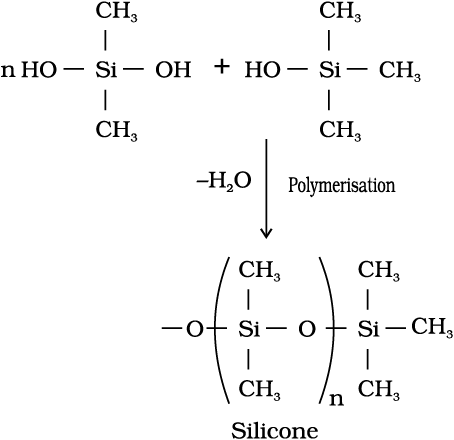 CH₃ CH₃
n HO – Si – OH + HO – Si – CH₃
CH₃ CH₃
–H₂O Polymerisation
CH₃ CH₃
–O–(Si – O)–Si–CH₃
CH₃ CH₃
n
Silicone